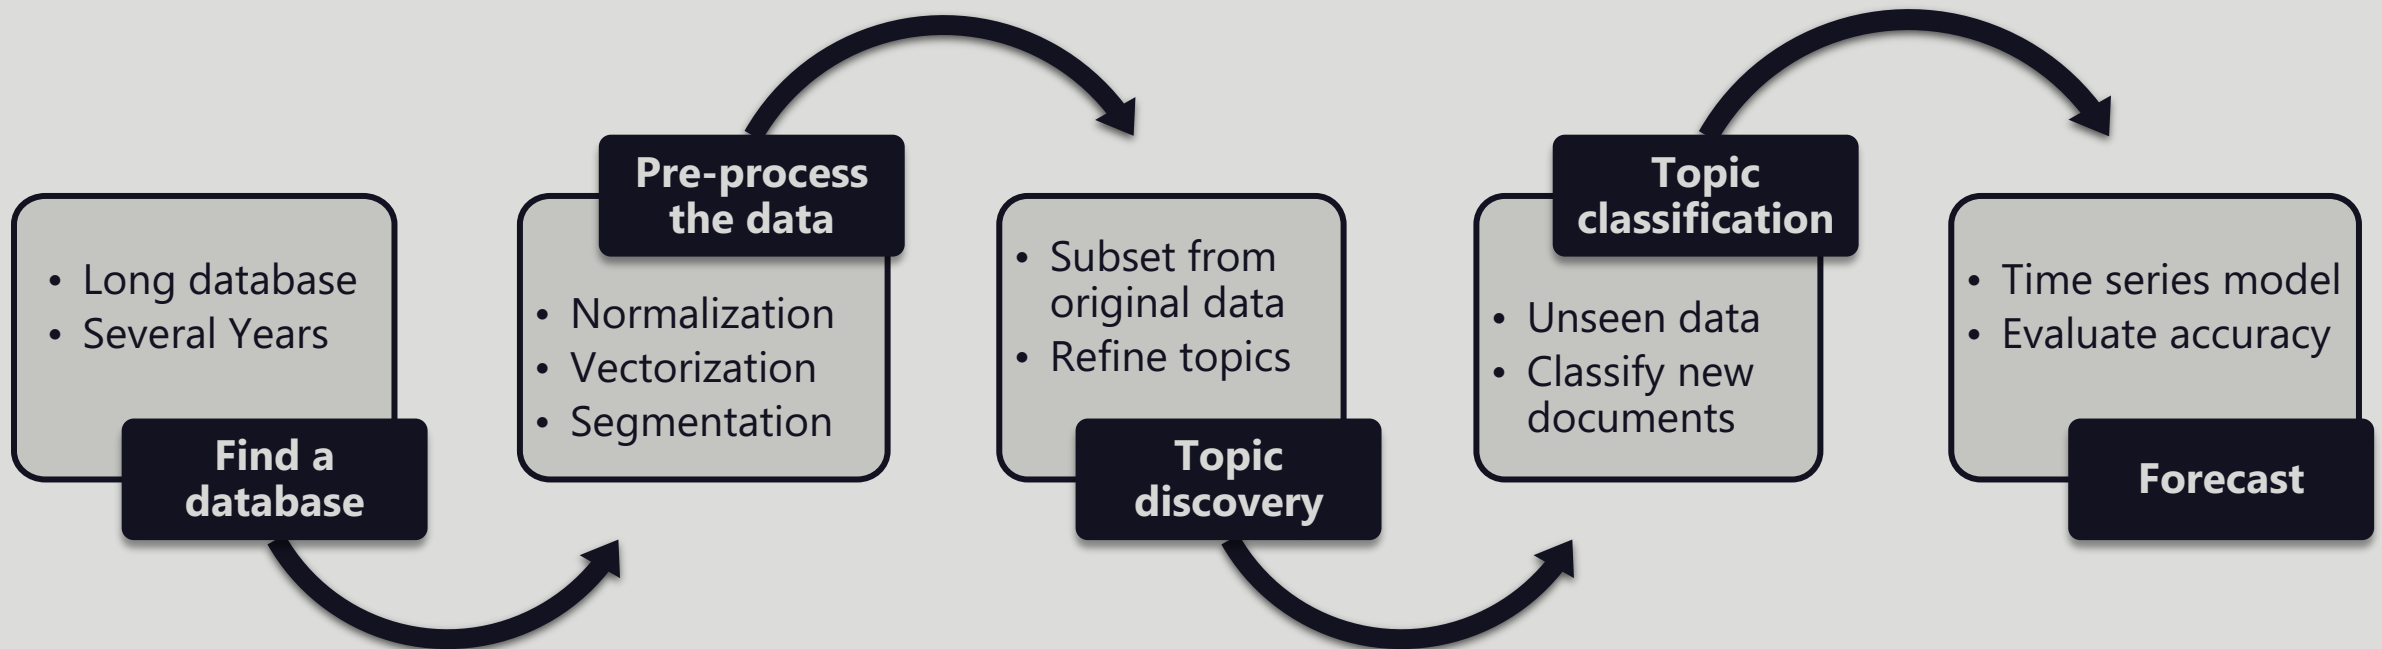 • Long database
• Several Years
Find a
database
Pre-process
the data
• Normalization
• Vectorization
• Segmentation
• Subset from
original data
• Refine topics
Topic
discovery
Topic
classification
• Unseen data
• Classify new
documents
• Time series model
• Evaluate accuracy
Forecast